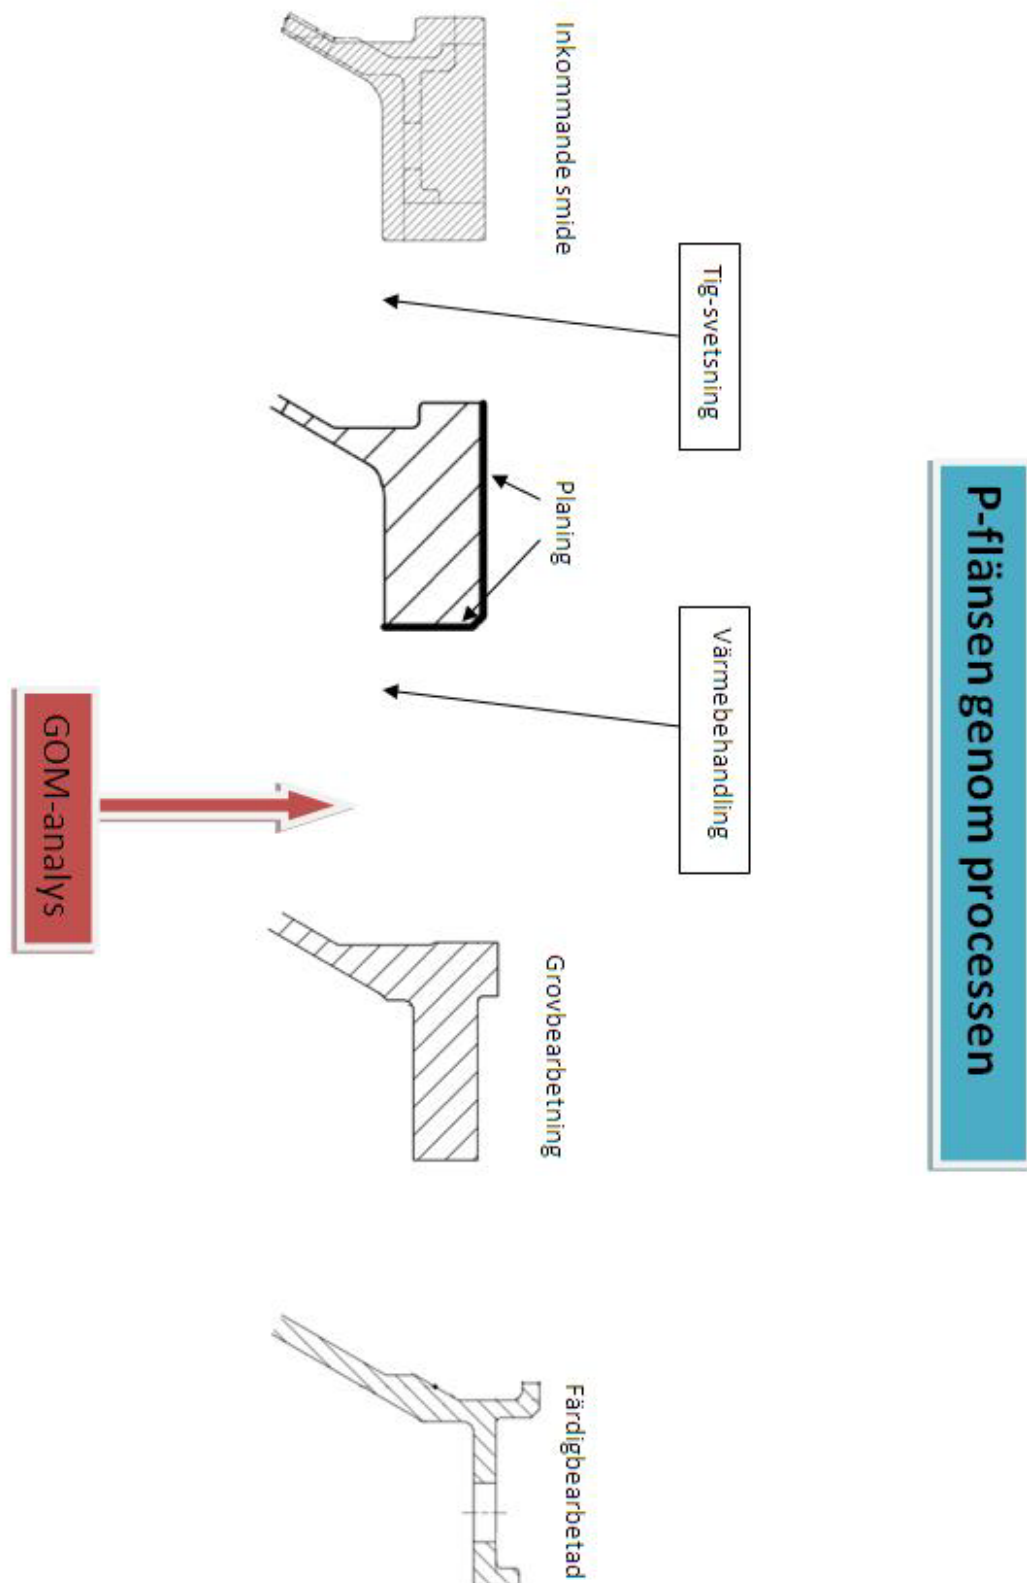 P-flänsen genom processen
Tig-svetsning
Värmebehandling
Inkommande smide
Planing
Grovbearbetning
Färdigbearbetad
GOM-analys